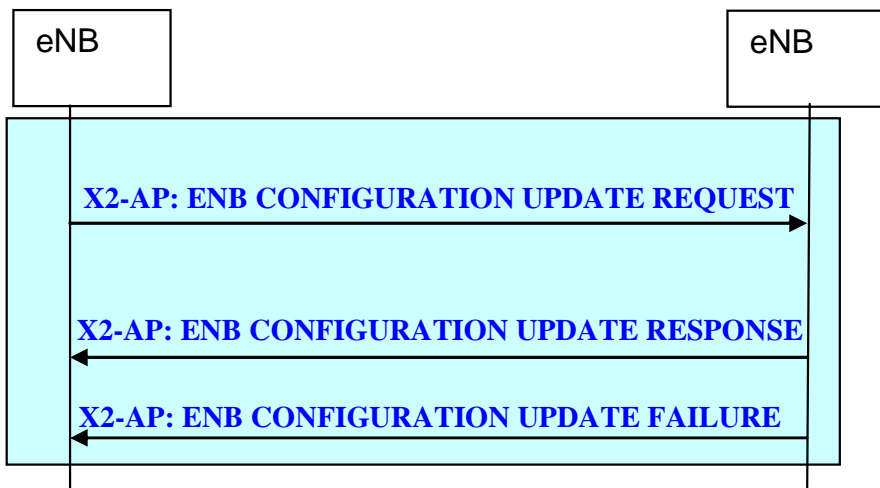 eNB
eNB
X2-AP: ENB CONFIGURATION UPDATE REQUEST
X2-AP: ENB CONFIGURATION UPDATE RESPONSE
X2-AP: ENB CONFIGURATION UPDATE FAILURE